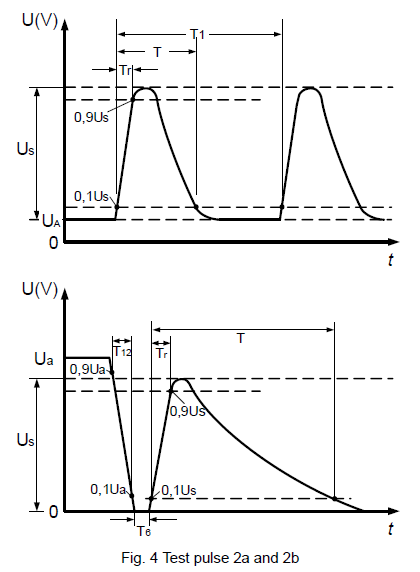 U(V)
T1
T
Tr
0,9Us
Us
0,1Us
UA
0
t
U(V)
T
T12
Tr
Ua
0,9Ua
0,9Us
Us
0,1Ua
0,1Us
0
T6
t
Fig. 4 Test pulse 2a and 2b